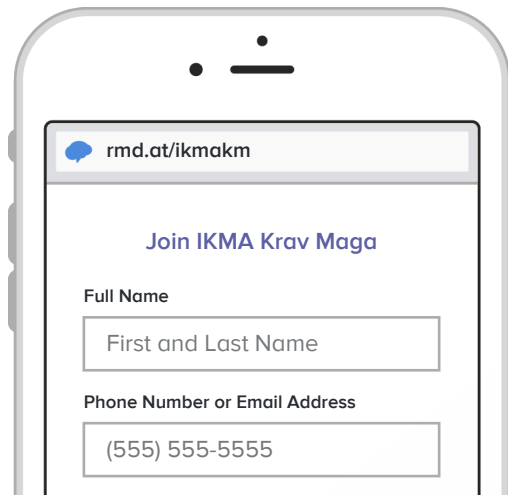 rmd.at/ikmakm
Join IKMA Krav Maga
Full Name
First and Last Name
Phone Number or Email Address
(555) 555-5555